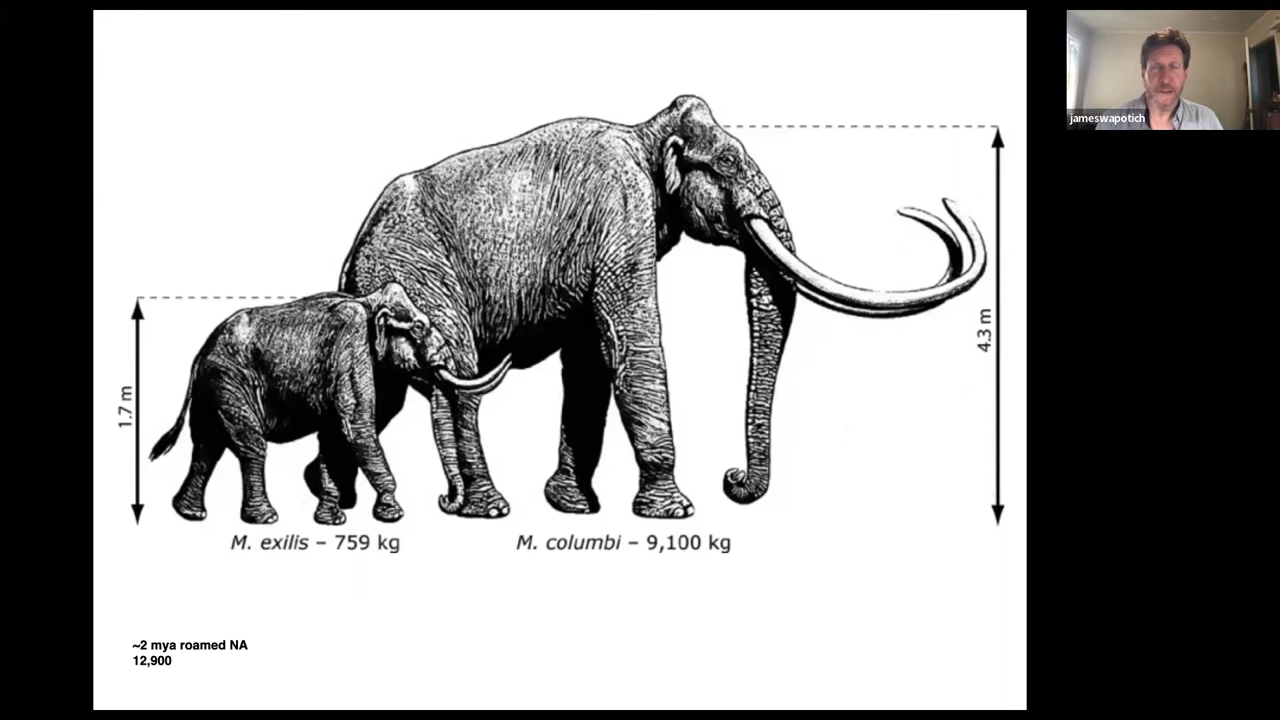 jameswapotich
1.7 m
4.3 m
M. exilis – 759 kg
M. columbi – 9,100 kg
~2 mya roamed NA
12,900